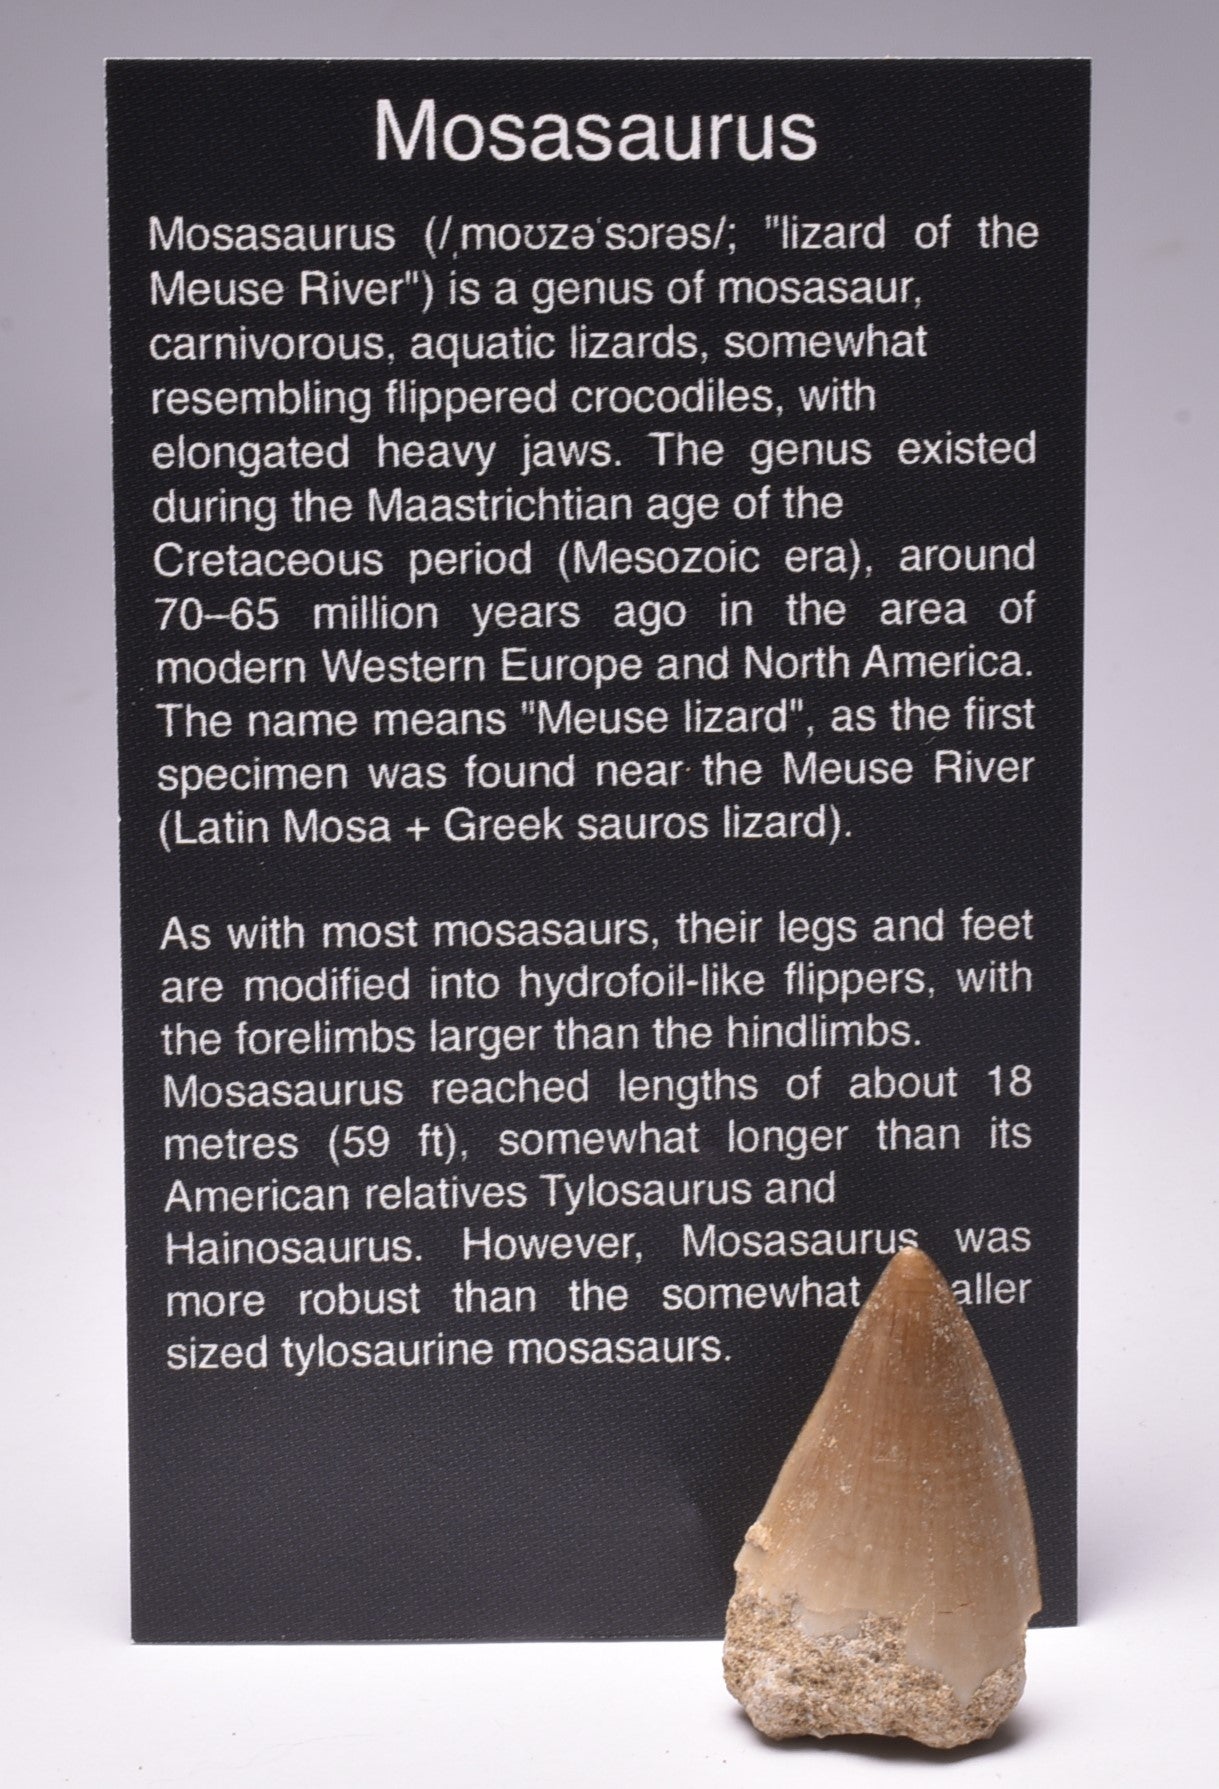 Mosasaurus
Mosasaurus (/ˌmoʊzəˈsɔrəs/; "lizard of the
Meuse River") is a genus of mosasaur,
carnivorous, aquatic lizards, somewhat
resembling flippered crocodiles, with
elongated heavy jaws. The genus existed
during the Maastrichtian age of the
Cretaceous period (Mesozoic era), around
70–65 million years ago in the area of
modern Western Europe and North America.
The name means "Meuse lizard", as the first
specimen was found near the Meuse River
(Latin Mosa + Greek sauros lizard).
As with most mosasaurs, their legs and feet
are modified into hydrofoil-like flippers, with
the forelimbs larger than the hindlimbs.
Mosasaurus reached lengths of about 18
metres (59 ft), somewhat longer than its
American relatives Tylosaurus and
Hainosaurus. However, Mosasaurus was
more robust than the somewhat aller
sized tylosaurine mosasaurs.